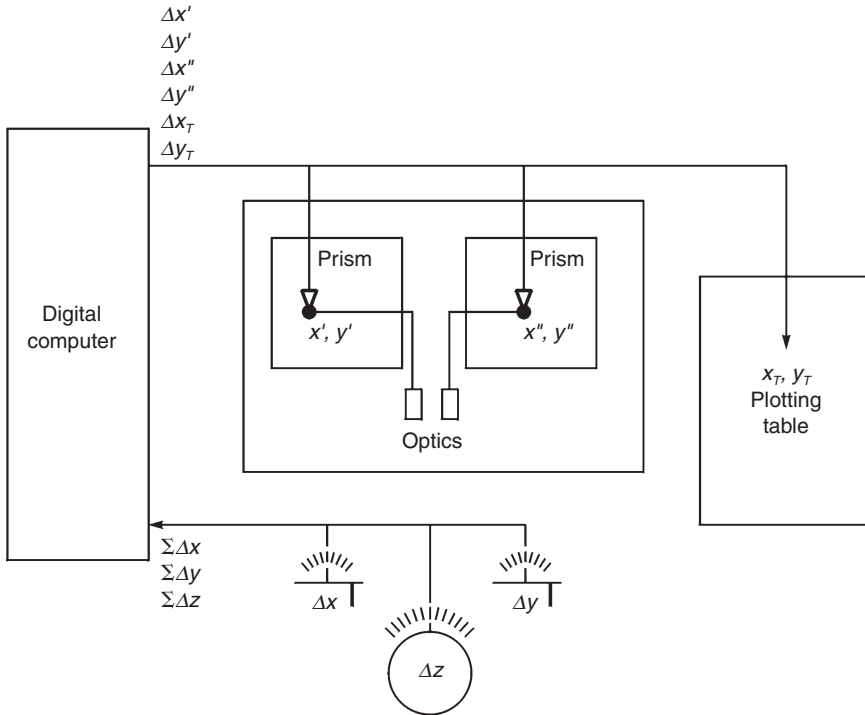 Δx'
Δy'
Δx"
Δy"
Δx_T
Δy_T
Digital
computer
Prism
Prism
x', y'
x", y"
Optics
x_T, y_T
Plotting
table
ΣΔx
ΣΔy
ΣΔz
Δx
Δy
Δz